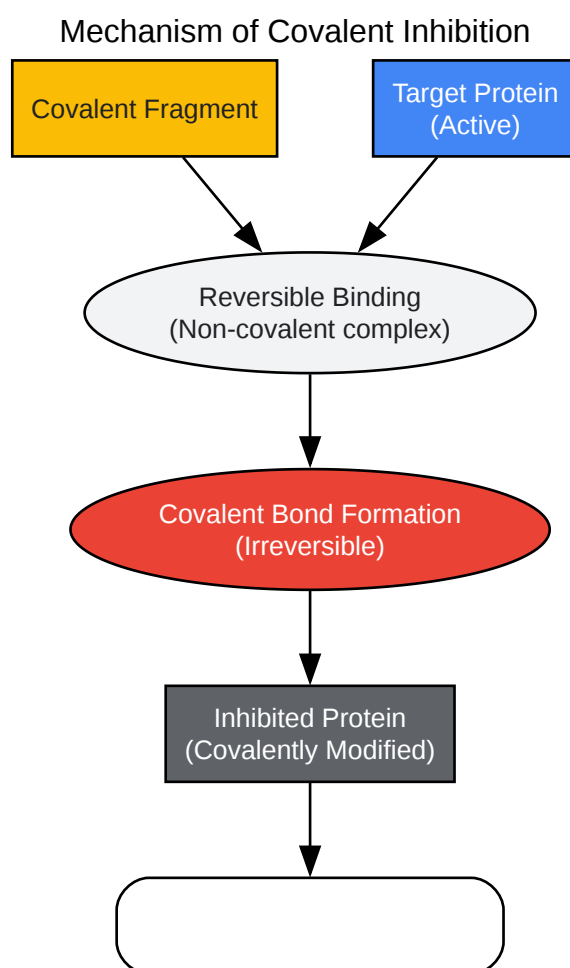 Mechanism of Covalent Inhibition
Covalent Fragment
Target Protein
(Active)
Reversible Binding
(Non-covalent complex)
Covalent Bond Formation
(Irreversible)
Inhibited Protein
(Covalently Modified)